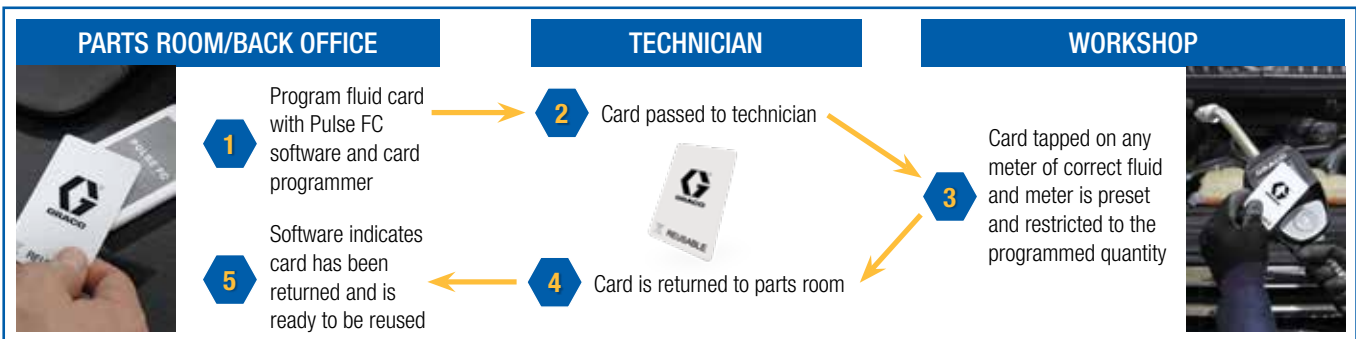 PARTS ROOM/BACK OFFICE
TECHNICIAN
WORKSHOP
1
Program fluid card
with Pulse FC
software and card
programmer
2
Card passed to technician
3
Card tapped on any
meter of correct fluid
and meter is preset
and restricted to the
programmed quantity
4
Card is returned to parts room
5
Software indicates
card has been
returned and is
ready to be reused
PULSE FC
GRACO
GRACO
REUSABLE
GRACO